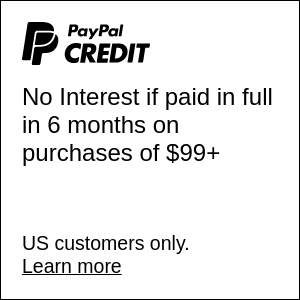 PayPal
CREDIT
No Interest if paid in full
in 6 months on
purchases of $99+
US customers only.
Learn more